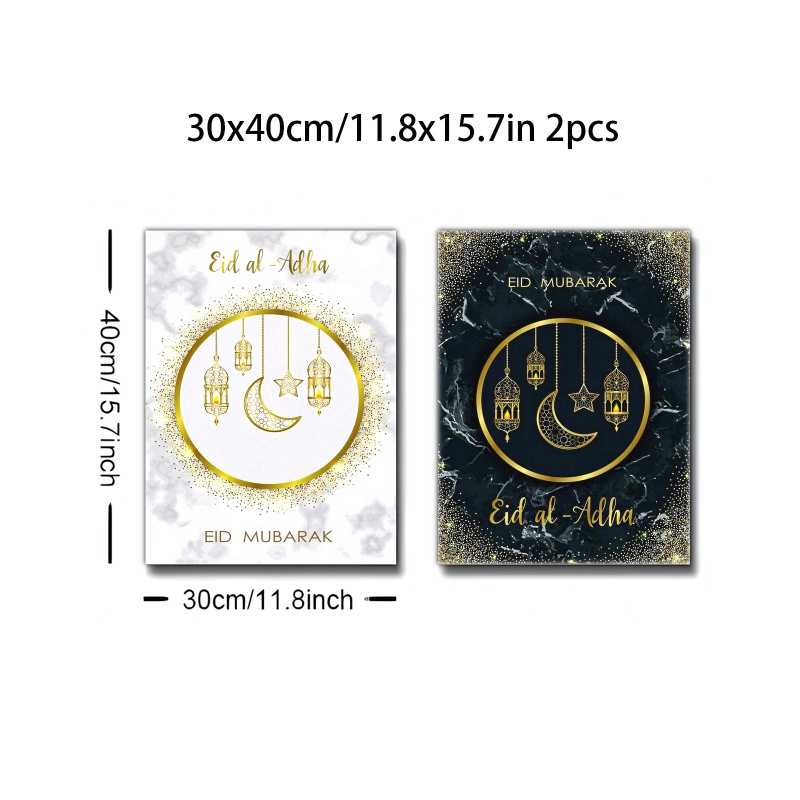 30x40cm/11.8x15.7in 2pcs
40cm/15.7inch
Eid al-Adha
EID MUBARAK
EID MUBARAK
Eid al-Adha
30cm/11.8inch